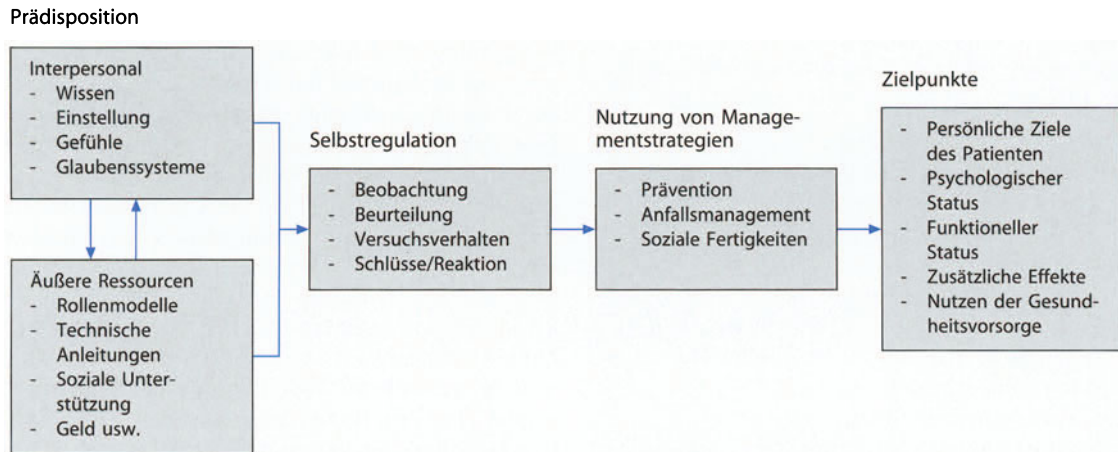 Prädisposition
Interpersonal
- Wissen
- Einstellung
- Gefühle
- Glaubenssysteme
Äußere Ressourcen
- Rollenmodelle
- Technische
Anleitungen
- Soziale Unter-
stützung
- Geld usw.
Selbstregulation
- Beobachtung
- Beurteilung
- Versuchsverhalten
- Schlüsse/Reaktion
Nutzung von Manage-
mentstrategien
- Prävention
- Anfallsmanagement
- Soziale Fertigkeiten
Zielpunkte
- Persönliche Ziele
des Patienten
- Psychologischer
Status
- Funktioneller
Status
- Zusätzliche Effekte
- Nutzen der Gesund-
heitsvorsorge